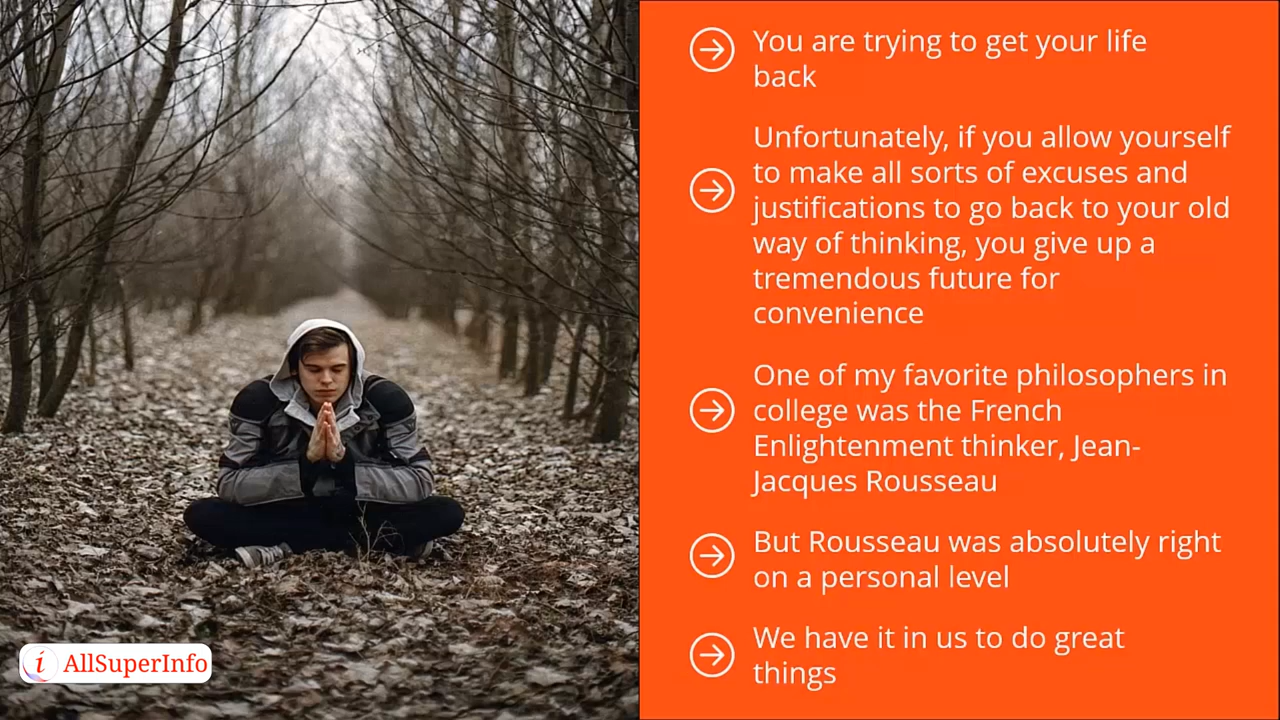 You are trying to get your life
back
Unfortunately, if you allow yourself
to make all sorts of excuses and
justifications to go back to your old
way of thinking, you give up a
tremendous future for
convenience
One of my favorite philosophers in
college was the French
Enlightenment thinker, Jean-
Jacques Rousseau
But Rousseau was absolutely right
on a personal level
We have it in us to do great
things
i AllSuperInfo